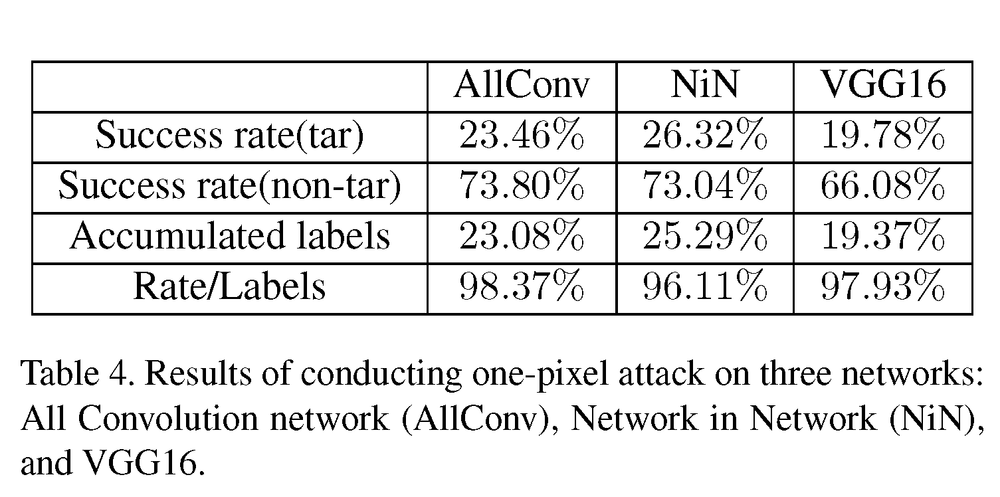 AllConv NiN VGG16
Success rate(tar) 23.46% 26.32% 19.78%
Success rate(non-tar) 73.80% 73.04% 66.08%
Accumulated labels 23.08% 25.29% 19.37%
Rate/Labels 98.37% 96.11% 97.93%
Table 4. Results of conducting one-pixel attack on three networks:
All Convolution network (AllConv), Network in Network (NiN),
and VGG16.